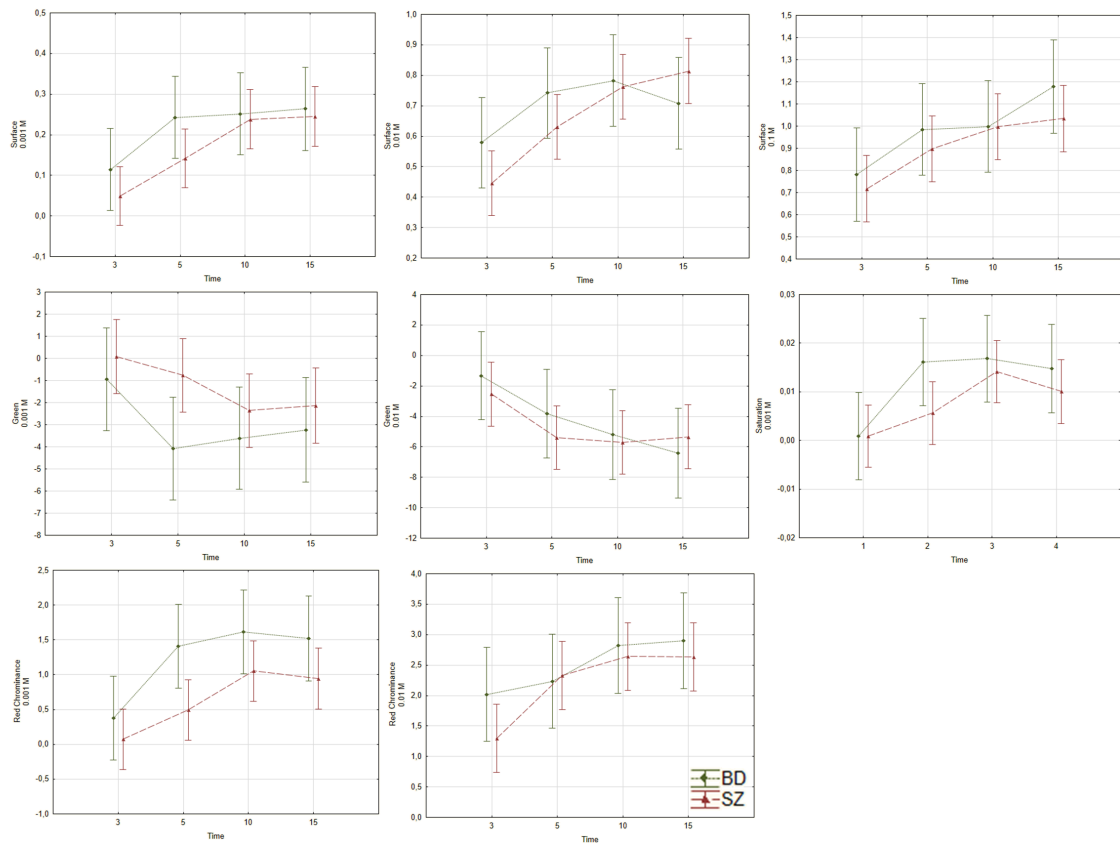 0,5
0,4
0,3
0,2
0,1
0,0
-0,1
Surface
0.001 M
3 5 10 15
Time
1,0
0,9
0,8
0,7
0,6
0,5
0,4
0,3
0,2
Surface
0.01 M
3 5 10 15
Time
1,5
1,4
1,3
1,2
1,1
1,0
0,9
0,8
0,7
0,6
0,5
0,4
Surface
0.1 M
3 5 10 15
Time
3
2
1
0
-1
-2
-3
-4
-5
-6
-7
-8
Green
0.001 M
3 5 10 15
Time
4
2
0
-2
-4
-6
-8
-10
-12
Green
0.01 M
3 5 10 15
Time
0,03
0,02
0,01
0,00
-0,01
-0,02
Saturation
0.001 M
1 2 3 4
Time
2,5
2,0
1,5
1,0
0,5
0,0
-0,5
-1,0
Red Chrominance
0.001 M
3 5 10 15
Time
4,0
3,5
3,0
2,5
2,0
1,5
1,0
0,5
0,0
Red Chrominance
0.01 M
3 5 10 15
Time
BD
SZ